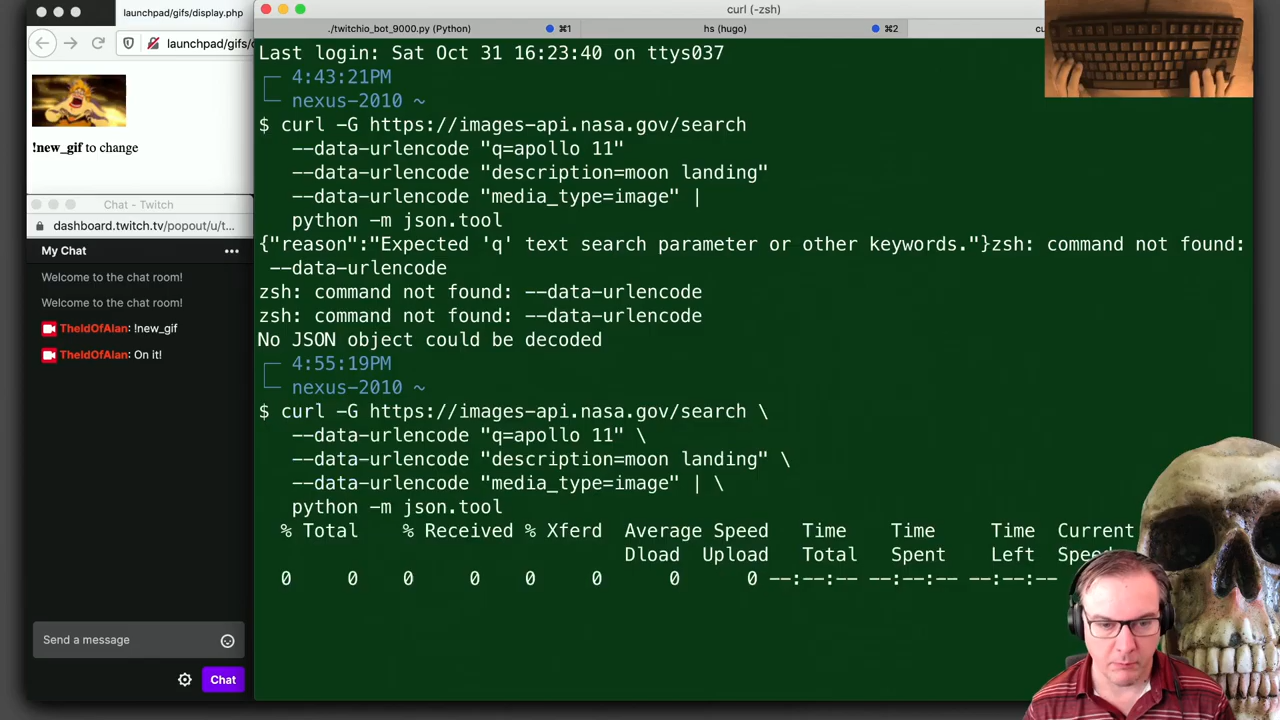 launchpad/gifs/display.php
launchpad/gifs/
!new_gif to change
Chat - Twitch
dashboard.twitch.tv/popout/u/t...
My Chat
Welcome to the chat room!
Welcome to the chat room!
TheIdOfAlan: !new_gif
TheIdOfAlan: On it!
Send a message
Chat
curl (-zsh)
./twitchio_bot_9000.py (Python) ⌘1
hs (hugo) ⌘2
Last login: Sat Oct 31 16:23:40 on ttys037
4:43:21PM
nexus-2010 ~
$ curl -G https://images-api.nasa.gov/search
--data-urlencode "q=apollo 11"
--data-urlencode "description=moon landing"
--data-urlencode "media_type=image" |
python -m json.tool
{"reason":"Expected 'q' text search parameter or other keywords."}zsh: command not found:
--data-urlencode
zsh: command not found: --data-urlencode
zsh: command not found: --data-urlencode
No JSON object could be decoded
4:55:19PM
nexus-2010 ~
$ curl -G https://images-api.nasa.gov/search \
--data-urlencode "q=apollo 11" \
--data-urlencode "description=moon landing" \
--data-urlencode "media_type=image" | \
python -m json.tool
% Total % Received % Xferd Average Speed Time Time Time Current
Dload Upload Total Spent Left Speed
0 0 0 0 0 0 0 0 --:--:-- --:--:-- --:--:--